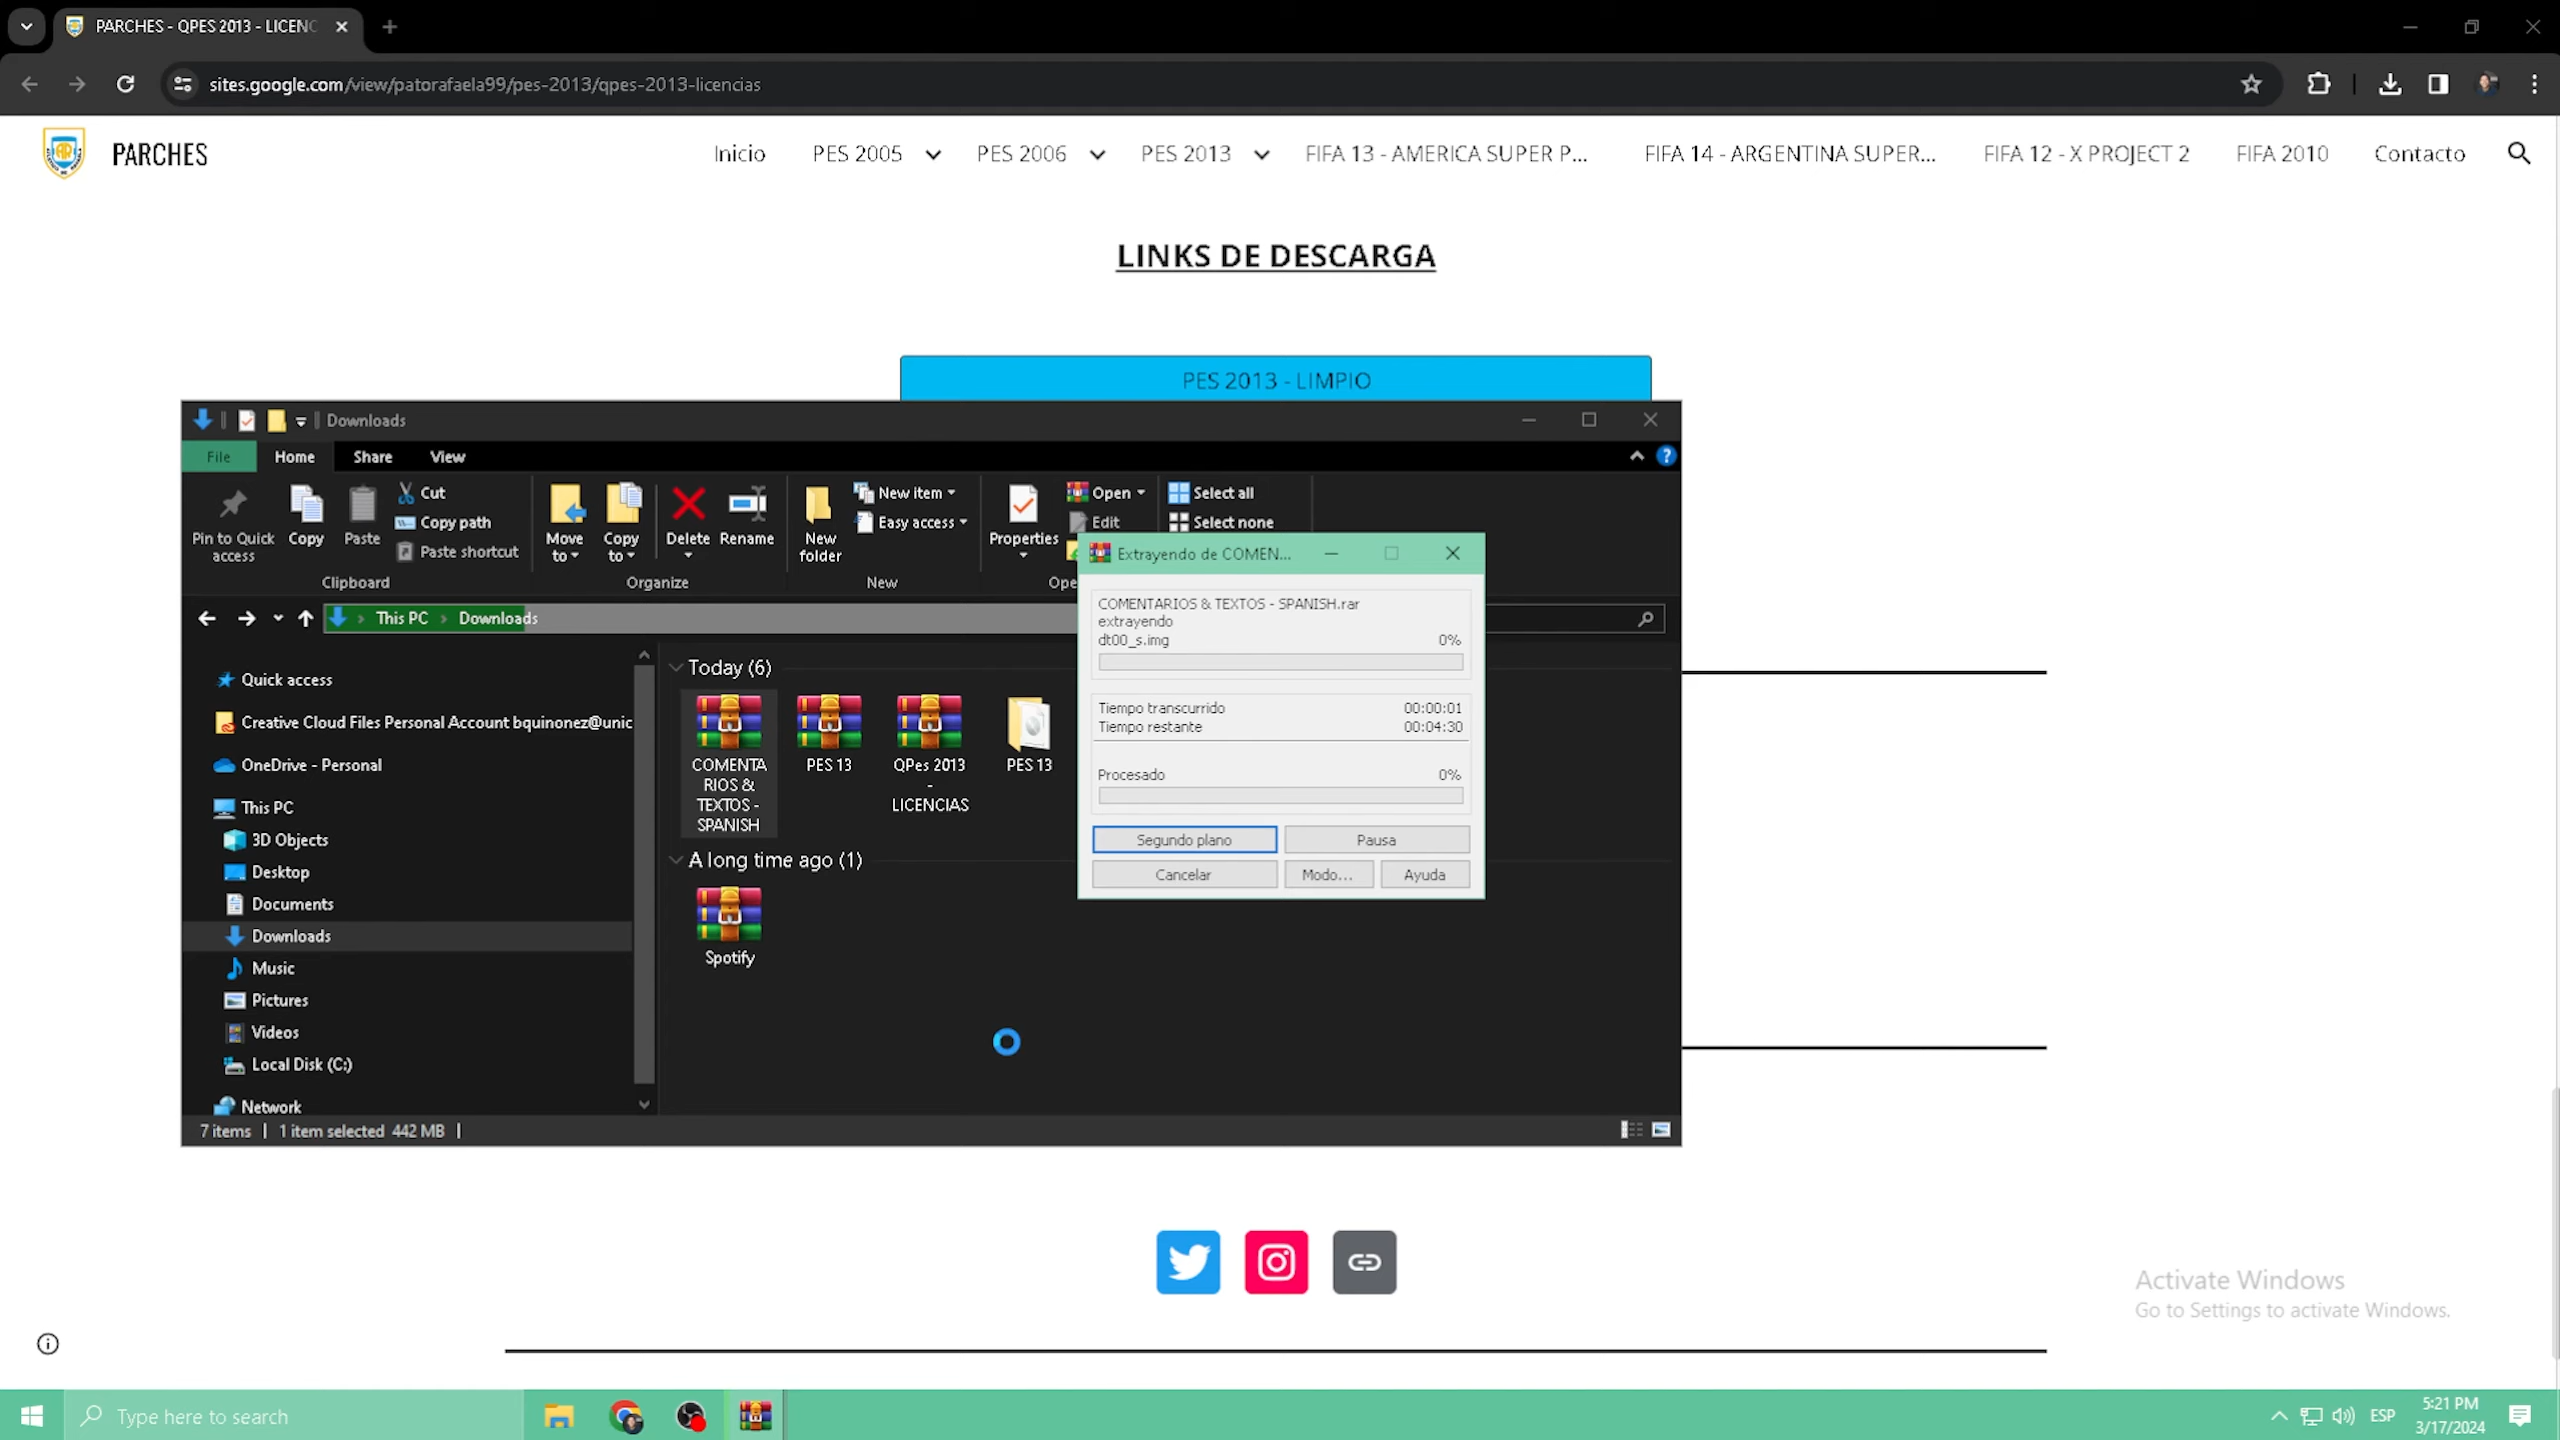 PARCHES - QPES 2013 - LICENC
sites.google.com/view/patorafaela99/pes-2013/qpes-2013-licencias
PARCHES
Inicio
PES 2005
PES 2006
PES 2013
FIFA 13 - AMERICA SUPER P...
FIFA 14 - ARGENTINA SUPER...
FIFA 12 - X PROJECT 2
FIFA 2010
Contacto
LINKS DE DESCARGA
PES 2013 - LIMPIO
Downloads
File
Home
Share
View
Pin to Quick
access
Copy
Paste
Cut
Copy path
Paste shortcut
Clipboard
Move
to
Copy
to
Delete
Rename
Organize
New
folder
New item
Easy access
New
Properties
Open
Edit
Ope
Select all
Select none
This PC
Downloads
Quick access
Creative Cloud Files Personal Account bquinonez@unic
OneDrive - Personal
This PC
3D Objects
Desktop
Documents
Downloads
Music
Pictures
Videos
Local Disk (C:)
Network
Today (6)
COMENTA
RIOS &
TEXTOS -
SPANISH
PES 13
QPes 2013
-
LICENCIAS
PES 13
A long time ago (1)
Spotify
7 items
1 item selected 442 MB
Extrayendo de COMEN...
COMENTARIOS & TEXTOS - SPANISH.rar
extrayendo
dt00_s.img 0%
Tiempo transcurrido 00:00:01
Tiempo restante 00:04:30
Procesado 0%
Segundo plano
Pausa
Cancelar
Modo...
Ayuda
Activate Windows
Go to Settings to activate Windows.
Type here to search
ESP
5:21 PM
3/17/2024